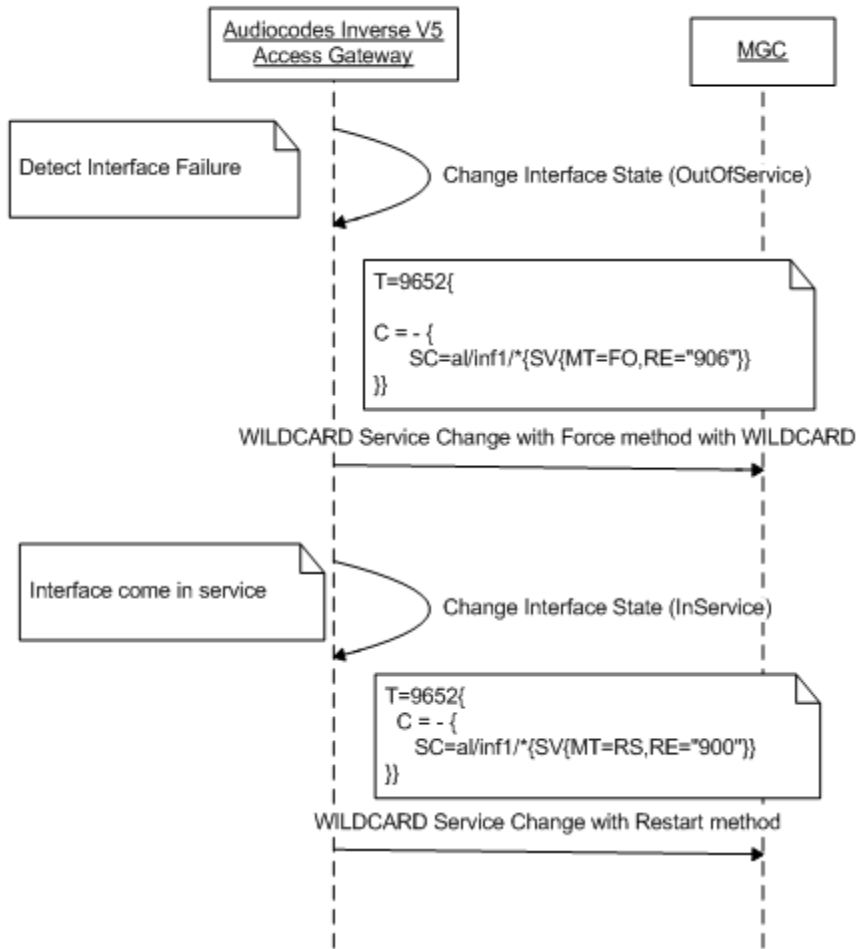 Audiocodes Inverse V5
Access Gateway
MGC
Detect Interface Failure
Change Interface State (OutOfService)
T=9652{
C = - {
SC=al/inf1/*{SV{MT=FO,RE="906"}}
}}
WILDCARD Service Change with Force method with WILDCARD
Interface come in service
Change Interface State (InService)
T=9652{
C = - {
SC=al/inf1/*{SV{MT=RS,RE="900"}}
}}
WILDCARD Service Change with Restart method